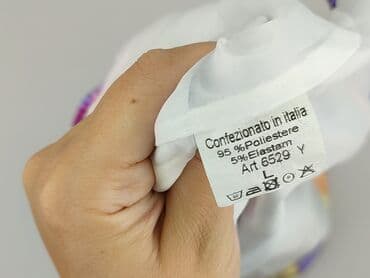 Confezionato in italia
95 %Poliestere
5%Elastam
Art 6529 Y
L